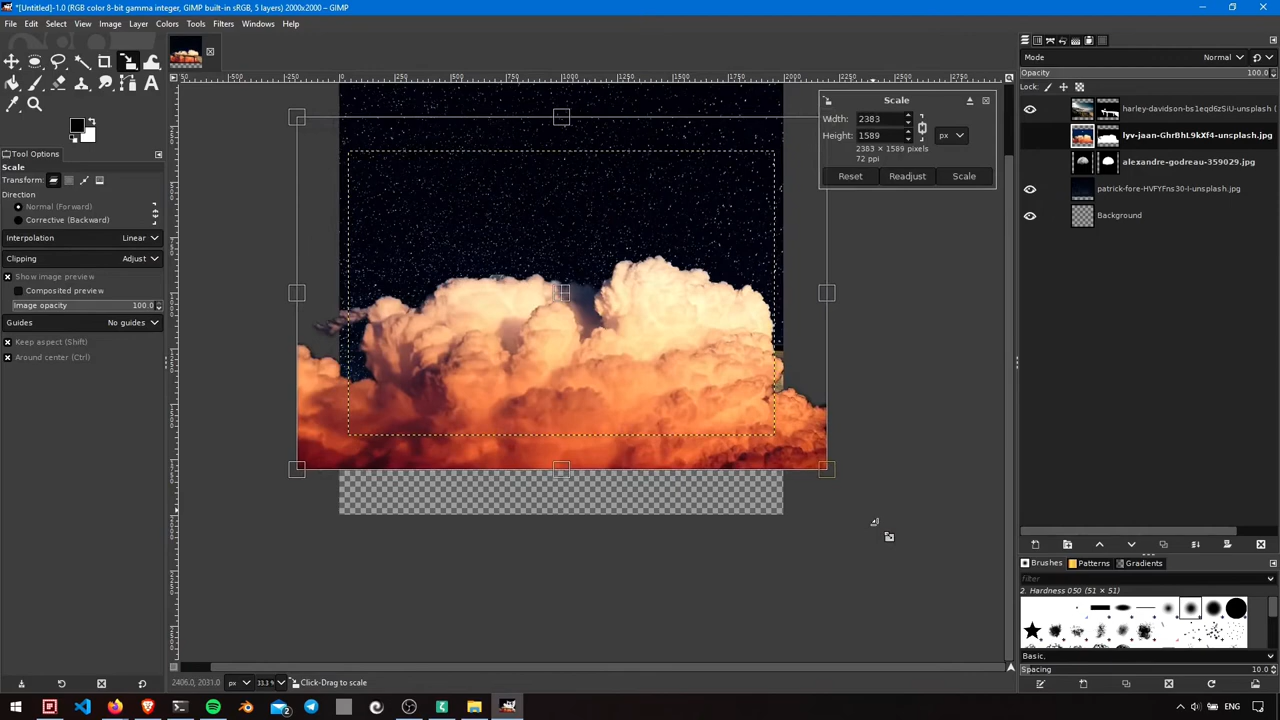 *[Untitled]-1.0 (RGB color 8-bit gamma integer, GIMP built-in sRGB, 5 layers) 2000x2000 – GIMP
File Edit Select View Image Layer Colors Tools Filters Windows Help
Tool Options
Scale
Transform:
Direction
Normal (Forward)
Corrective (Backward)
Interpolation Linear
Clipping Adjust
Show image preview
Composited preview
Image opacity 100.0
Guides No guides
Keep aspect (Shift)
Around center (Ctrl)
Scale
Width: 2383
Height: 1589 px
2383 × 1589 pixels
72 ppi
Reset Readjust Scale
Mode Normal
Opacity 100.0
Lock:
harley-davidson-bs1eqd6zSiU-unsplash
lyv-jaan-GhrBhL9kXf4-unsplash.jpg
alexandre-godreau-359029.jpg
patrick-fore-HVFYFns30-I-unsplash.jpg
Background
Brushes Patterns Gradients
filter
2. Hardness 050 (51 × 51)
Basic,
Spacing 10.0
2406.0, 2031.0 px 33.3 Click-Drag to scale
ENG